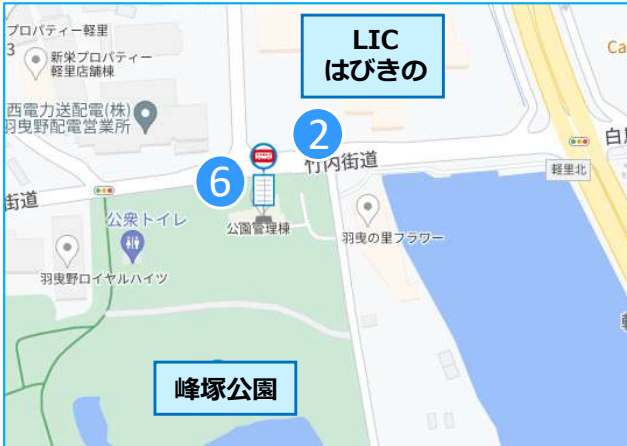 プロパティー軽里
3
新栄プロパティー
軽里店舗棟
LIC
はびきの
Ca
西電力送配電(株)
羽曳野配電営業所
2
白鳥
竹内街道
6
軽里北
街道
公衆トイレ
公園管理棟
羽曳の里フラワー
羽曳野ロイヤルハイツ
峰塚公園